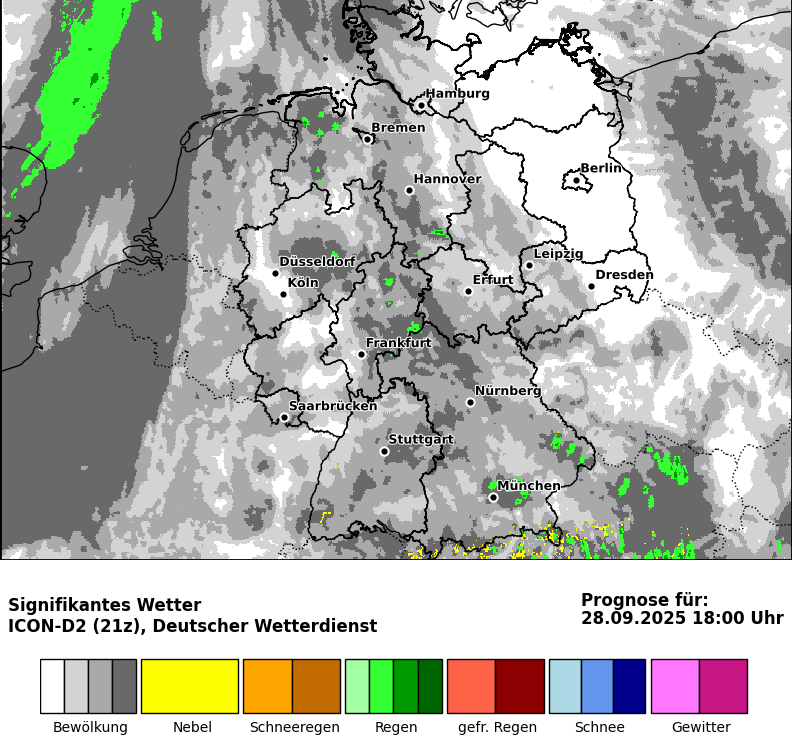 Hamburg
Bremen
Berlin
Hannover
Leipzig
Düsseldorf
Dresden
Köln
Erfurt
Frankfurt
Nürnberg
Saarbrücken
Stuttgart
München
Signifikantes Wetter
ICON-D2 (21z), Deutscher Wetterdienst
Prognose für:
28.09.2025 18:00 Uhr
Bewölkung
Nebel
Schneeregen
Regen
gefr. Regen
Schnee
Gewitter